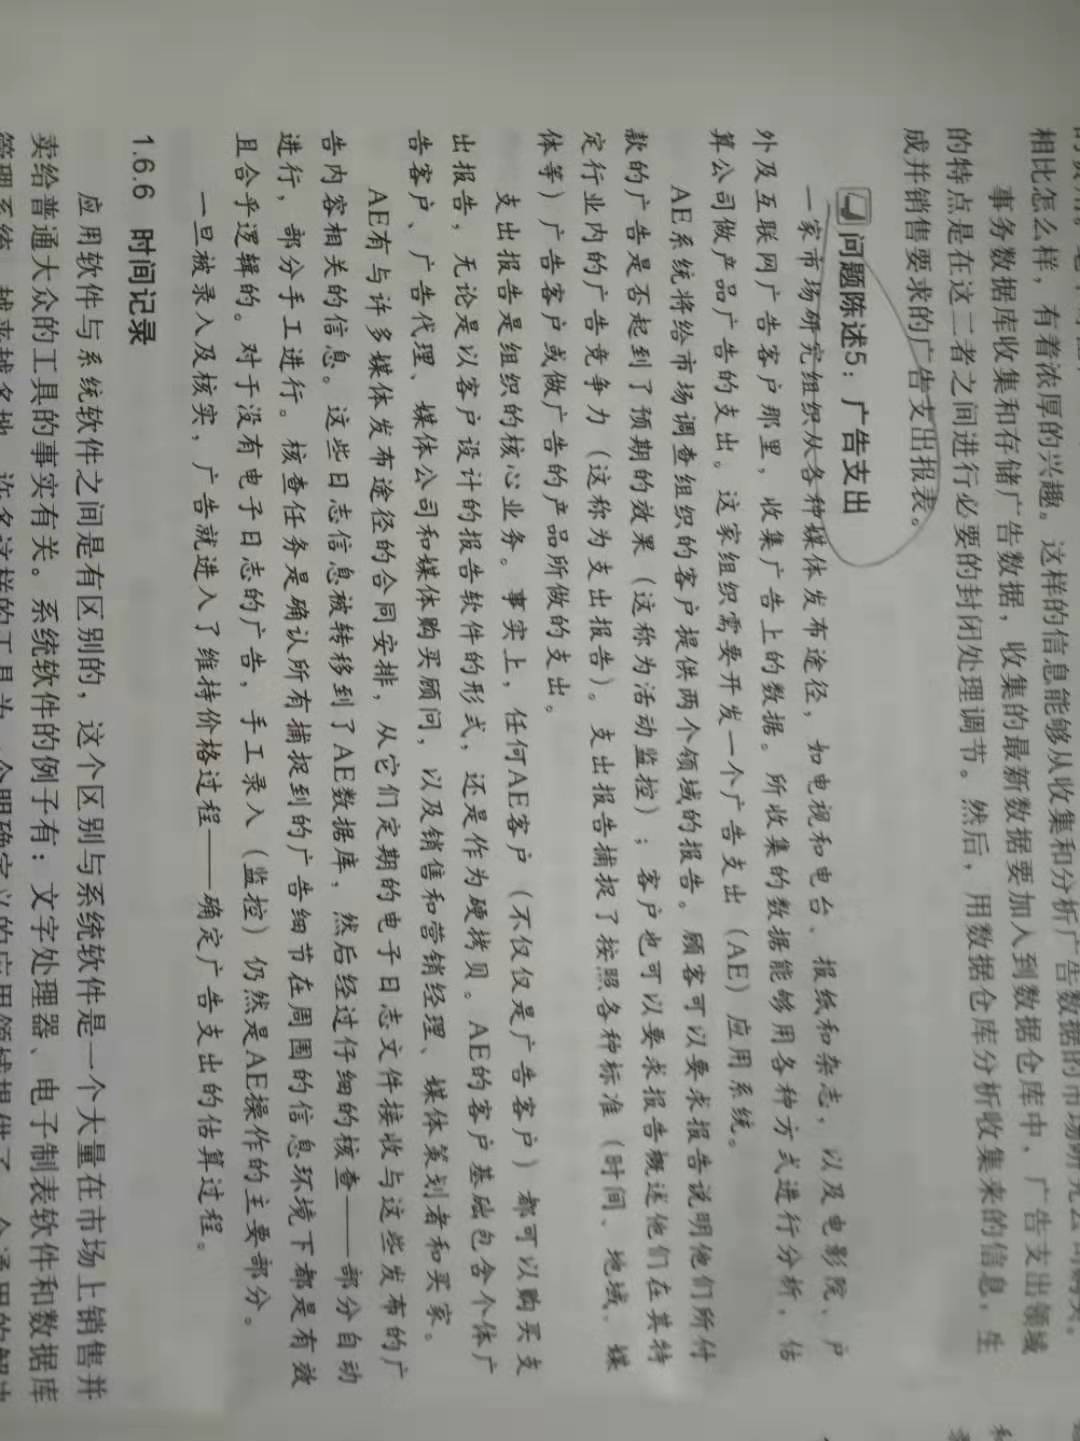 相比怎么样，有着浓厚的兴趣。这样的信息能够从收集和分析广告数据的市场研究公司购买。
事务数据库收集和存储广告数据，收集的最新数据要加入到数据仓库中，广告支出领域
的特点是在这二者之间进行必要的封闭处理调节。然后，用数据仓库分析收集来的信息，生
成并销售要求的广告支出报表。
问题陈述5：广告支出
一家市场研究组织从各种媒体发布途径，如电视和电台、报纸和杂志，以及电影院、户
外及互联网广告客户那里，收集广告上的数据。所收集的数据能够用各种方式进行分析，估
算公司做产品广告的支出。这家组织需要开发一个广告支出（AE）应用系统。
AE系统将给市场调查组织的客户提供两个领域的报告。顾客可以要求报告说明他们所付
款的广告是否起到了预期的效果（这称为活动监控）；客户也可以要求报告概述他们在其特
定行业内的广告竞争力（这称为支出报告）。支出报告捕捉了按照各种标准（时间、地域、媒
体等）广告客户或做广告的产品所做的支出。
支出报告是组织的核心业务。事实上，任何AE客户（不仅仅是广告客户）都可以购买支
出报告，无论是以客户设计的报告软件的形式，还是作为硬拷贝。AE的客户基础包含个体广
告客户、广告代理、媒体公司和媒体购买顾问，以及销售和营销经理、媒体策划者和买家。
AE有与许多媒体发布途径的合同安排，从它们定期的电子日志文件接收与这些发布的广
告内容相关的信息。这些日志信息被转移到了AE数据库，然后经过仔细的核查——部分自动
进行，部分手工进行。核查任务是确认所有捕捉到的广告细节在周围的信息环境下都是有效
且合乎逻辑的。对于没有电子日志的广告，手工录入（监控）仍然是AE操作的主要部分。
一旦被录入及核实，广告就进入了维持价格过程——确定广告支出的估算过程。
1.6.6 时间记录
应用软件与系统软件之间是有区别的，这个区别与系统软件是一个大量在市场上销售并
卖给普通大众的工具的事实有关。系统软件的例子有：文字处理器、电子制表软件和数据库